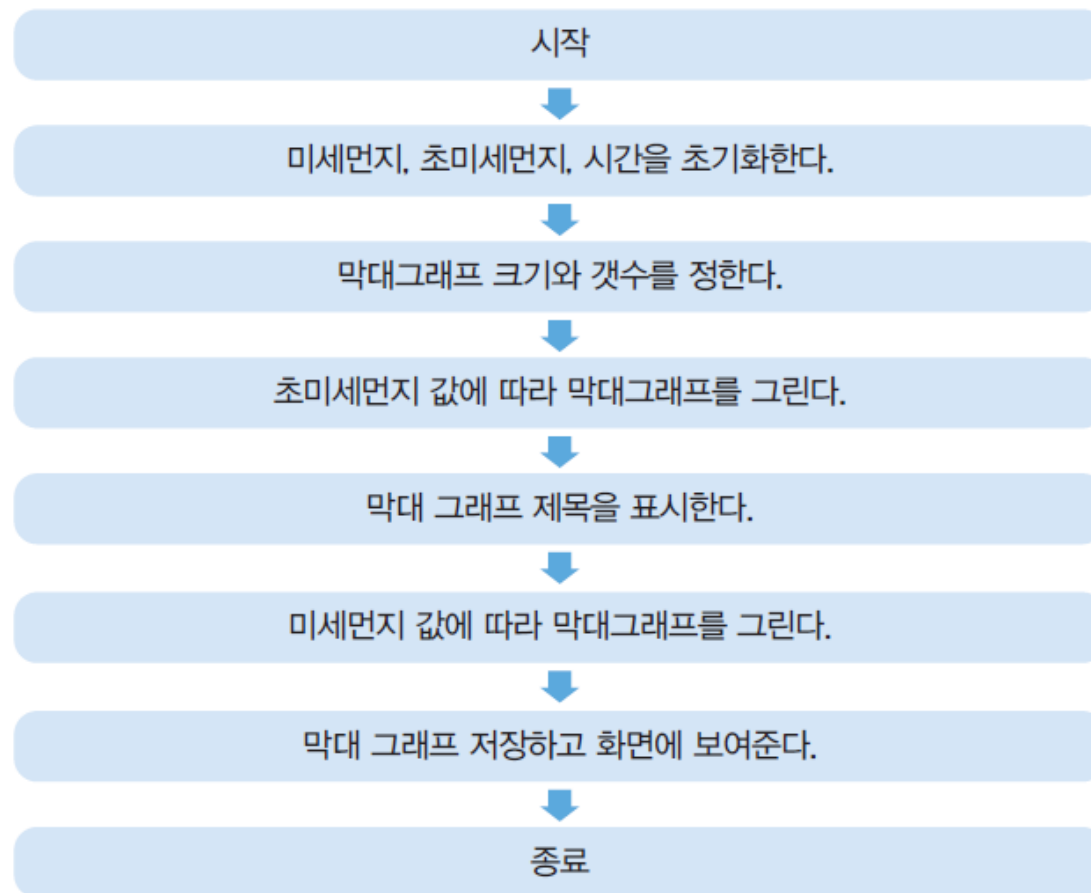 시작
미세먼지, 초미세먼지, 시간을 초기화한다.
막대그래프 크기와 갯수를 정한다.
초미세먼지 값에 따라 막대그래프를 그린다.
막대 그래프 제목을 표시한다.
미세먼지 값에 따라 막대그래프를 그린다.
막대 그래프 저장하고 화면에 보여준다.
종료